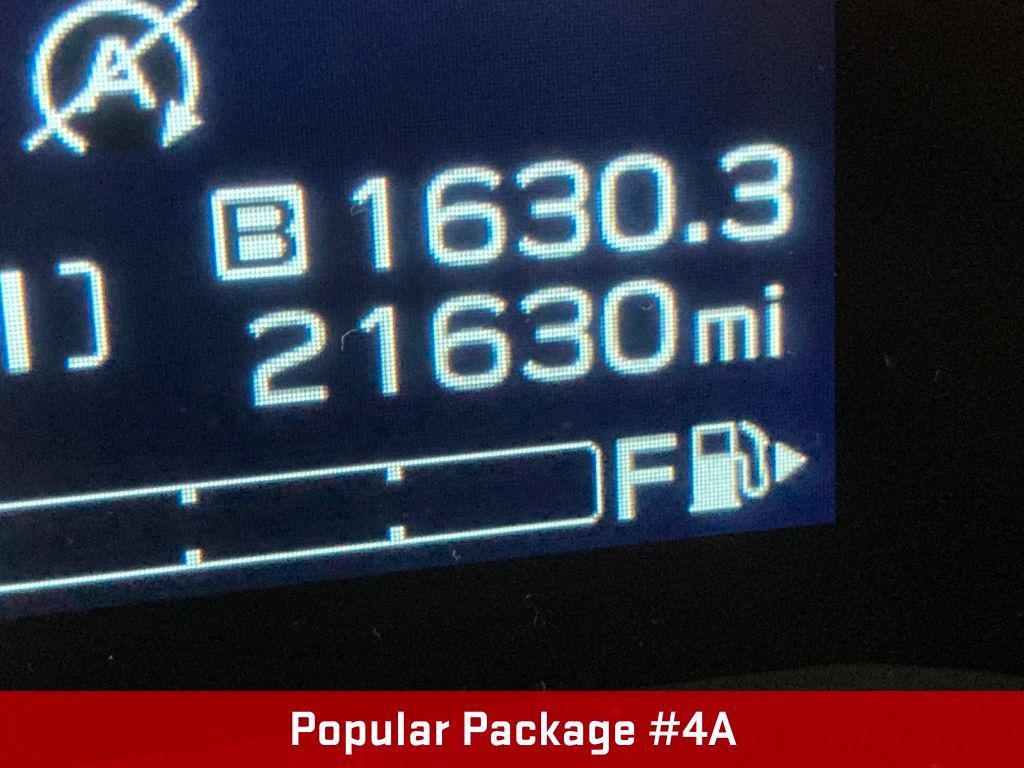 A
B 1630.3
21630mi
F
Popular Package #4A